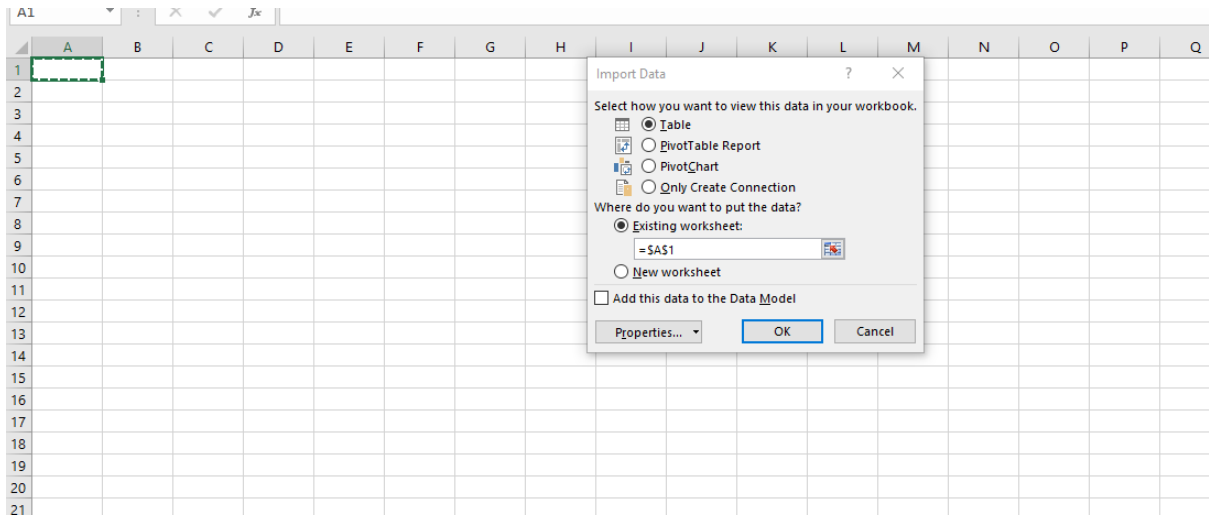 A1 fx
A B C D E F G H I J K L M N O P Q
1
2
3
4
5
6
7
8
9
10
11
12
13
14
15
16
17
18
19
20
21
Import Data ?
Select how you want to view this data in your workbook.
Table
PivotTable Report
PivotChart
Only Create Connection
Where do you want to put the data?
Existing worksheet:
=$A$1
New worksheet
Add this data to the Data Model
Properties... OK Cancel